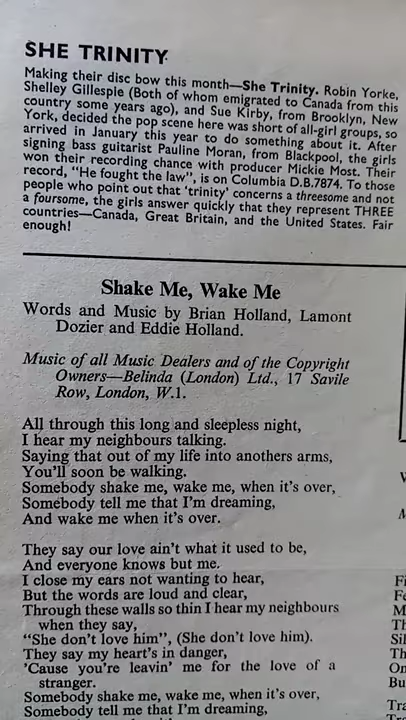 SHE TRINITY
Making their disc bow this month—She Trinity. Robin Yorke,
Shelley Gillespie (Both of whom emigrated to Canada from this
country some years ago), and Sue Kirby, from Brooklyn, New
York, decided the pop scene here was short of all-girl groups, so
arrived in January this year to do something about it. After
signing bass guitarist Pauline Moran, from Blackpool, the girls
won their recording chance with producer Mickie Most. Their
record, "He fought the law", is on Columbia D.B.7874. To those
people who point out that 'trinity' concerns a threesome and not
a foursome, the girls answer quickly that they represent THREE
countries—Canada, Great Britain, and the United States. Fair
enough!
Shake Me, Wake Me
Words and Music by Brian Holland, Lamont
Dozier and Eddie Holland.
Music of all Music Dealers and of the Copyright
Owners—Belinda (London) Ltd., 17 Savile
Row, London, W.1.
All through this long and sleepless night,
I hear my neighbours talking.
Saying that out of my life into anothers arms,
You'll soon be walking.
Somebody shake me, wake me, when it's over,
Somebody tell me that I'm dreaming,
And wake me when it's over.
They say our love ain't what it used to be,
And everyone knows but me.
I close my ears not wanting to hear,
But the words are loud and clear,
Through these walls so thin I hear my neighbours
when they say,
"She don't love him", (She don't love him).
They say my heart's in danger,
'Cause you're leavin' me for the love of a
stranger.
Somebody shake me, wake me, when it's over,
Somebody tell me that I'm dreaming,